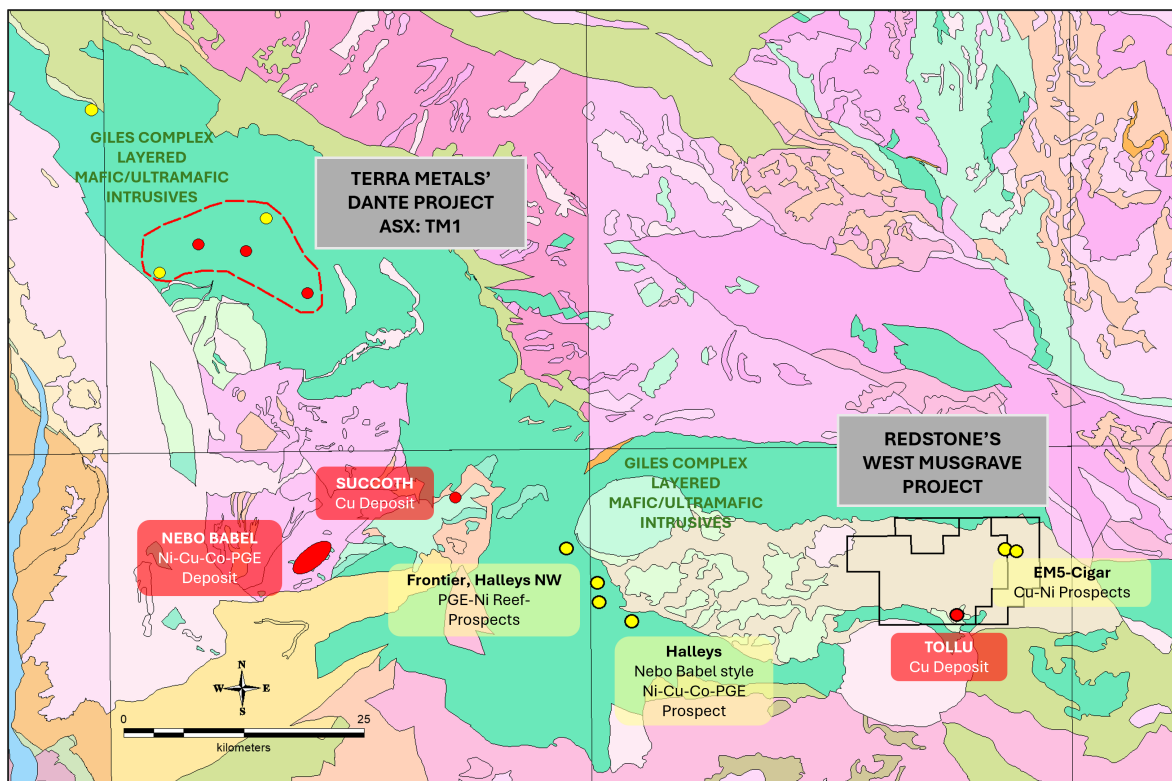 GILES COMPLEX
LAYERED
MAFIC/ULTRAMAFIC
INTRUSIVES
TERRA METALS’
DANTE PROJECT
ASX: TM1
REDSTONE’S
WEST MUSGRAVE
PROJECT
GILES COMPLEX
LAYERED
MAFIC/ULTRAMAFIC
INTRUSIVES
SUCCOTH
Cu Deposit
NEBO BABEL
Ni-Cu-Co-PGE
Deposit
Frontier, Halleys NW
PGE-Ni Reef-
Prospects
EM5-Cigar
Cu-Ni Prospects
Halleys
Nebo Babel style
Ni-Cu-Co-PGE
Prospect
TOLLU
Cu Deposit
N
W E
S
0 25
kilometers